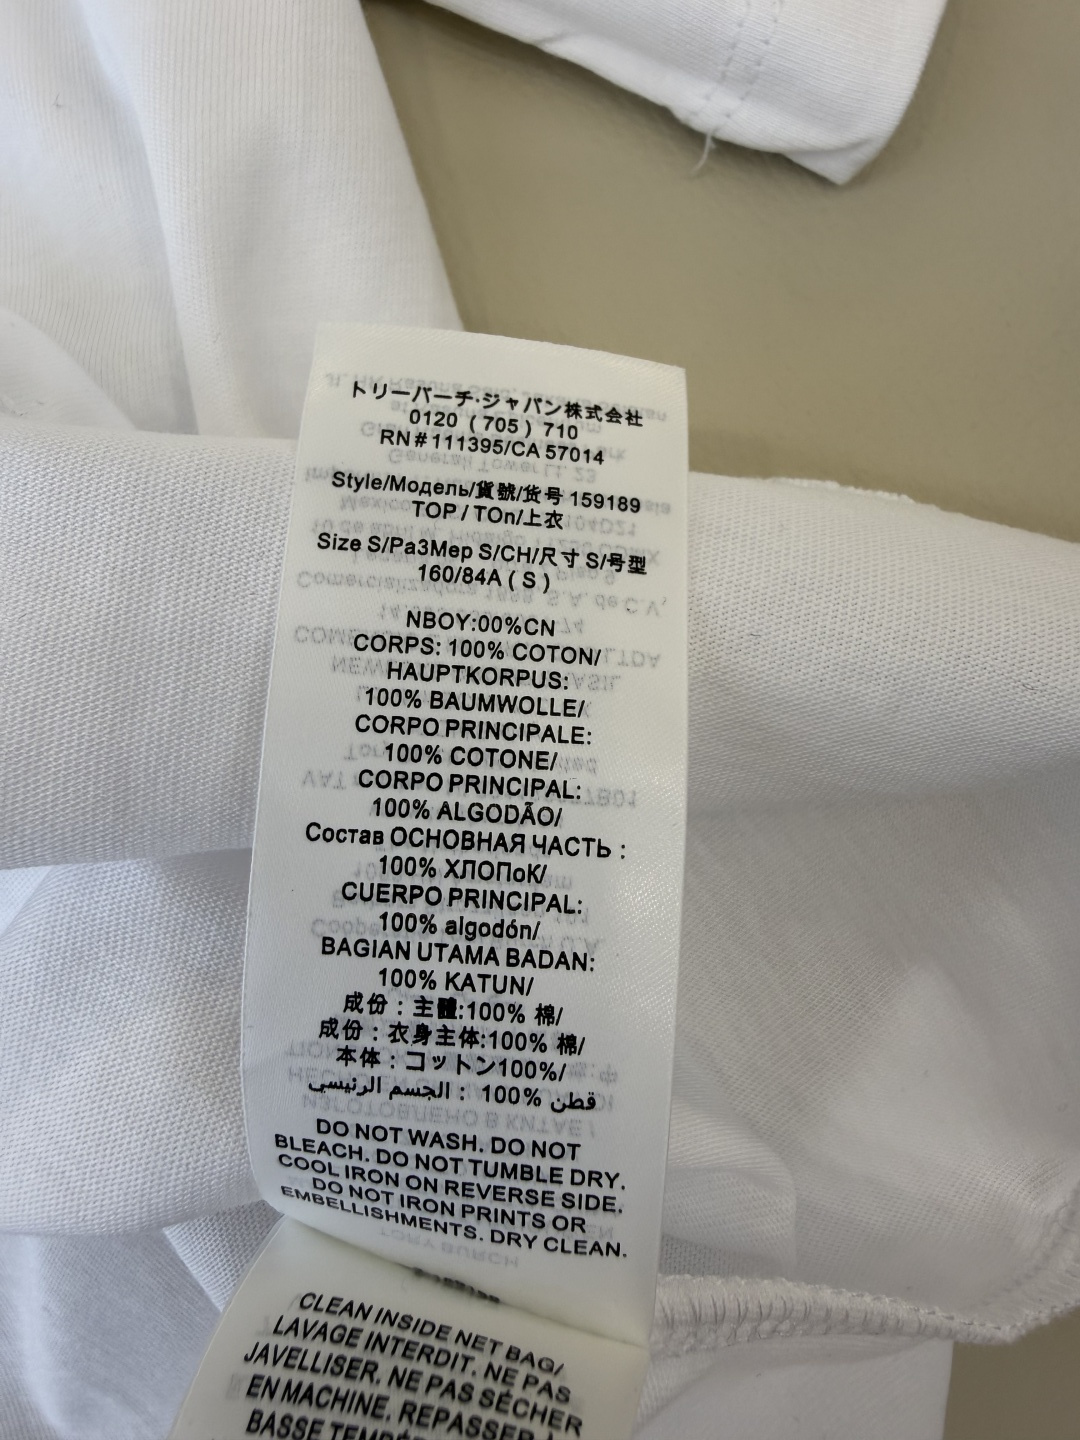 トリーバーチ・ジャパン株式会社
0120（705）710
RN#111395/CA 57014
Style/Модель/貨號/货号 159189
TOP / TOп/上衣
Size S/Pa3Mep S/CH/尺寸 S/号型
160/84A ( S )
NBOY:00%CN
CORPS: 100% COTON/
HAUPTKORPUS:
100% BAUMWOLLE/
CORPO PRINCIPALE:
100% COTONE/
CORPO PRINCIPAL:
100% ALGODÃO/
Состав ОСНОВНАЯ ЧАСТЬ :
100% ХЛОПоК/
CUERPO PRINCIPAL:
100% algodón/
BAGIAN UTAMA BADAN:
100% KATUN/
成份：主體:100% 棉/
成份：衣身主体:100% 棉/
本体：コットン100%/
قطن %100 : الجسم الرئيسي
DO NOT WASH. DO NOT
BLEACH. DO NOT TUMBLE DRY.
COOL IRON ON REVERSE SIDE.
DO NOT IRON PRINTS OR
EMBELLISHMENTS. DRY CLEAN.
CLEAN INSIDE NET BAG/
LAVAGE INTERDIT. NE PAS
JAVELLISER. NE PAS SÉCHER
EN MACHINE. REPASSER À
BASSE